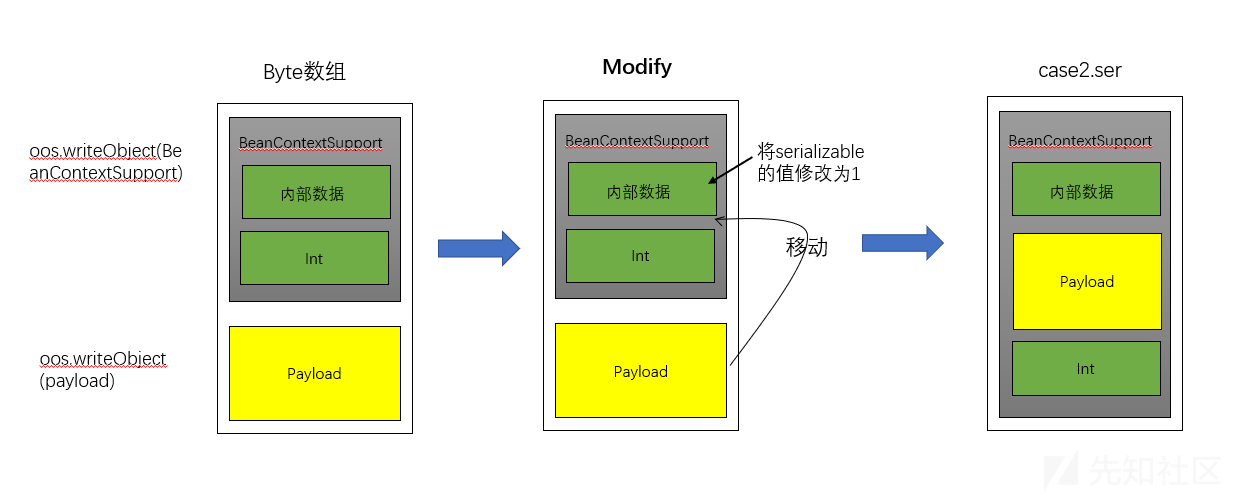 Byte数组
Modify
case2.ser
oos.writeObject(Be
anContextSupport)
BeanContextSupport
内部数据
Int
oos.writeObject
(payload)
Payload
BeanContextSupport
内部数据
Int
Payload
将serializable
的值修改为1
移动
BeanContextSupport
内部数据
Payload
Int
先知社区